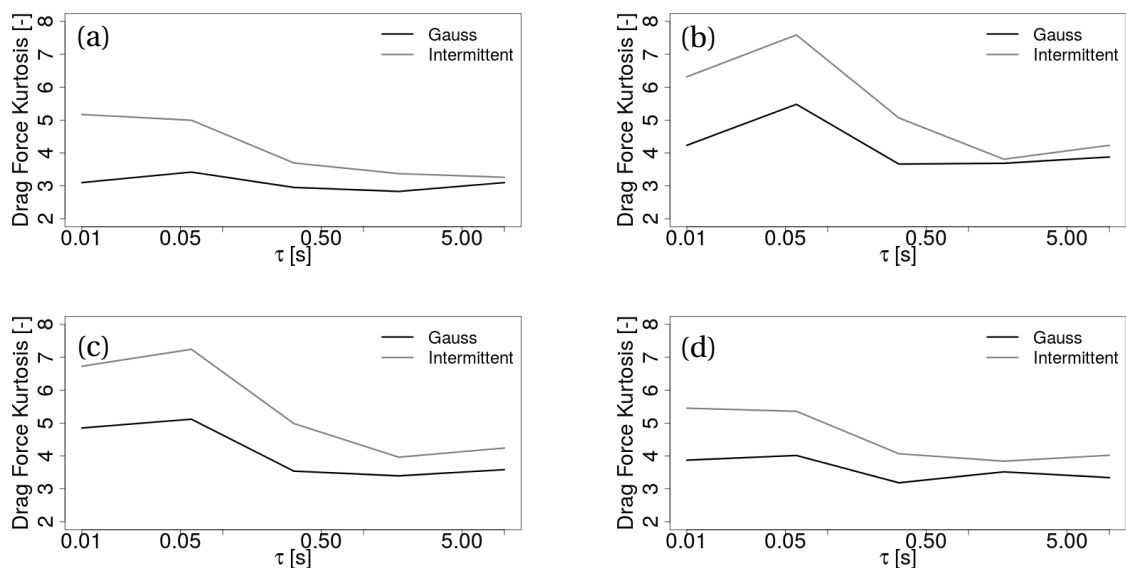 (a)
Gauss
Intermittent
Drag Force Kurtosis [-]
8
7
6
5
4
3
2
0.01 0.05 0.50 5.00
τ [s]
(b)
Gauss
Intermittent
Drag Force Kurtosis [-]
8
7
6
5
4
3
2
0.01 0.05 0.50 5.00
τ [s]
(c)
Gauss
Intermittent
Drag Force Kurtosis [-]
8
7
6
5
4
3
2
0.01 0.05 0.50 5.00
τ [s]
(d)
Gauss
Intermittent
Drag Force Kurtosis [-]
8
7
6
5
4
3
2
0.01 0.05 0.50 5.00
τ [s]